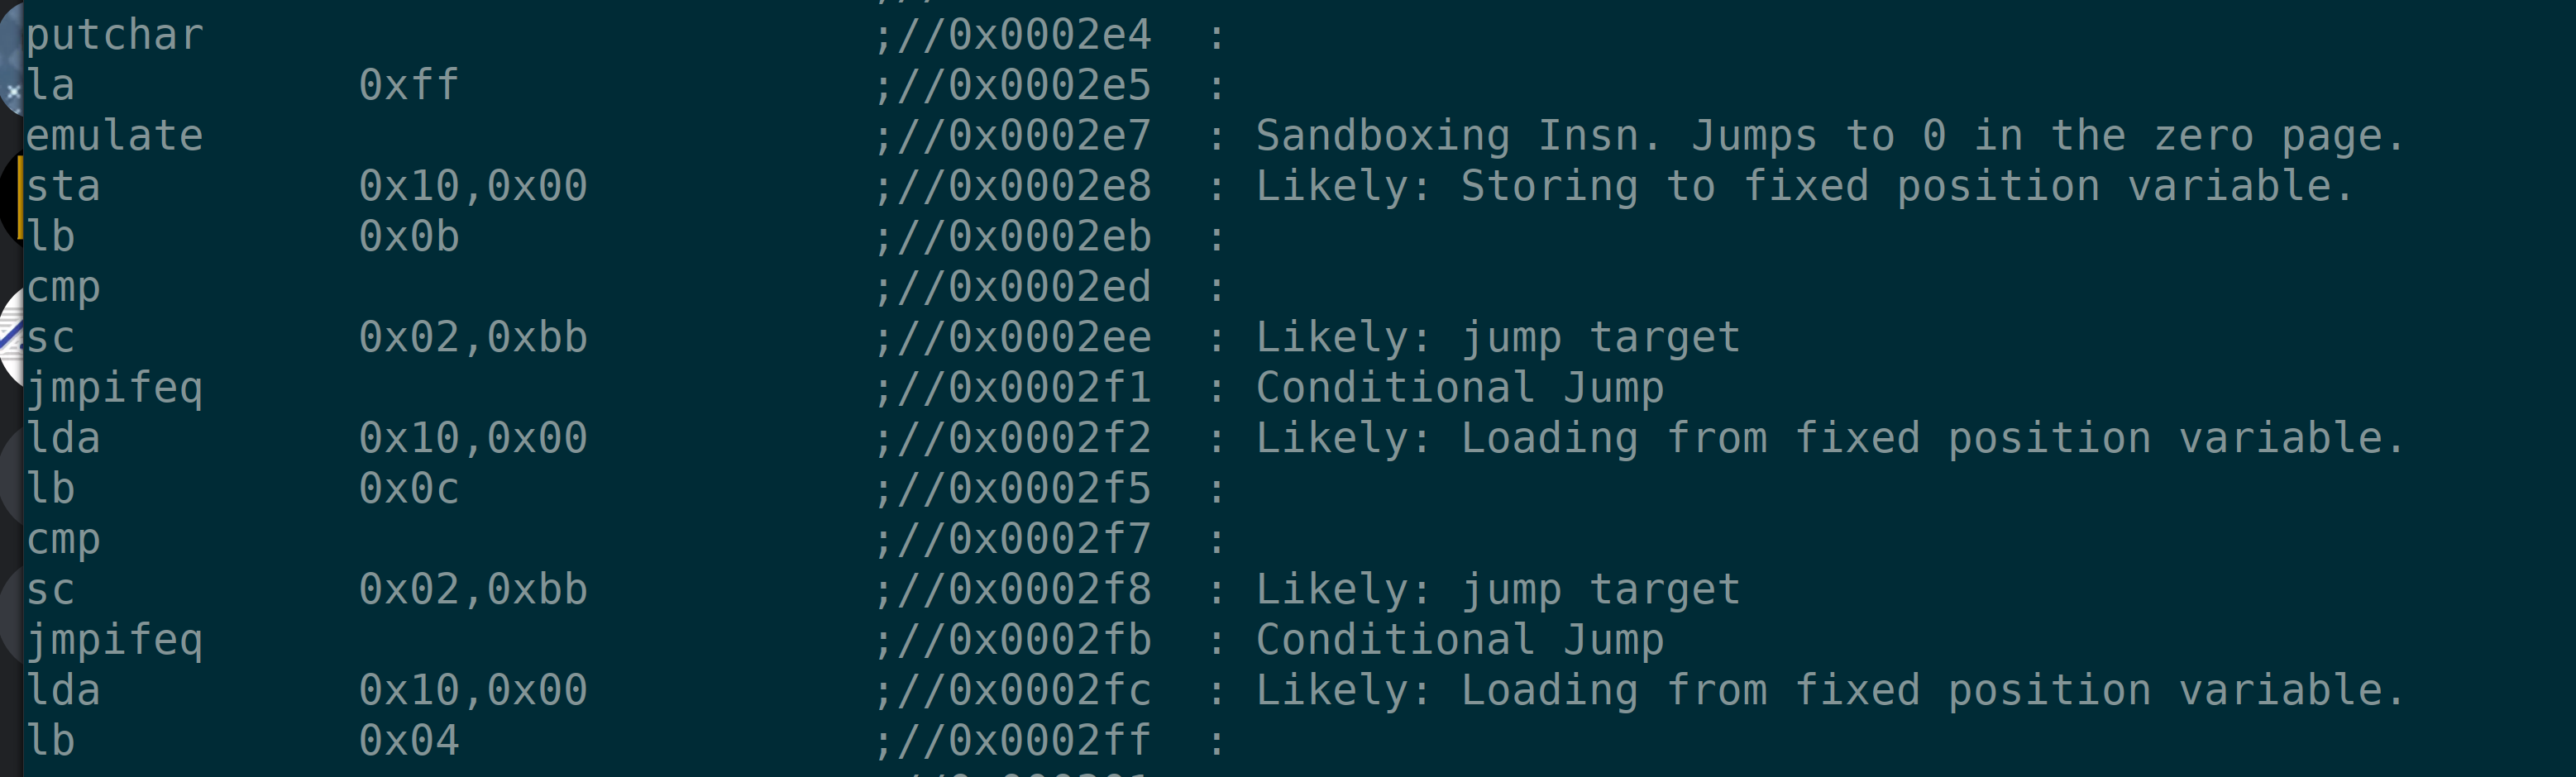 putchar ;//0x0002e4 :
la 0xff ;//0x0002e5 :
emulate ;//0x0002e7 : Sandboxing Insn. Jumps to 0 in the zero page.
sta 0x10,0x00 ;//0x0002e8 : Likely: Storing to fixed position variable.
lb 0x0b ;//0x0002eb :
cmp ;//0x0002ed :
sc 0x02,0xbb ;//0x0002ee : Likely: jump target
jmpifeq ;//0x0002f1 : Conditional Jump
lda 0x10,0x00 ;//0x0002f2 : Likely: Loading from fixed position variable.
lb 0x0c ;//0x0002f5 :
cmp ;//0x0002f7 :
sc 0x02,0xbb ;//0x0002f8 : Likely: jump target
jmpifeq ;//0x0002fb : Conditional Jump
lda 0x10,0x00 ;//0x0002fc : Likely: Loading from fixed position variable.
lb 0x04 ;//0x0002ff :